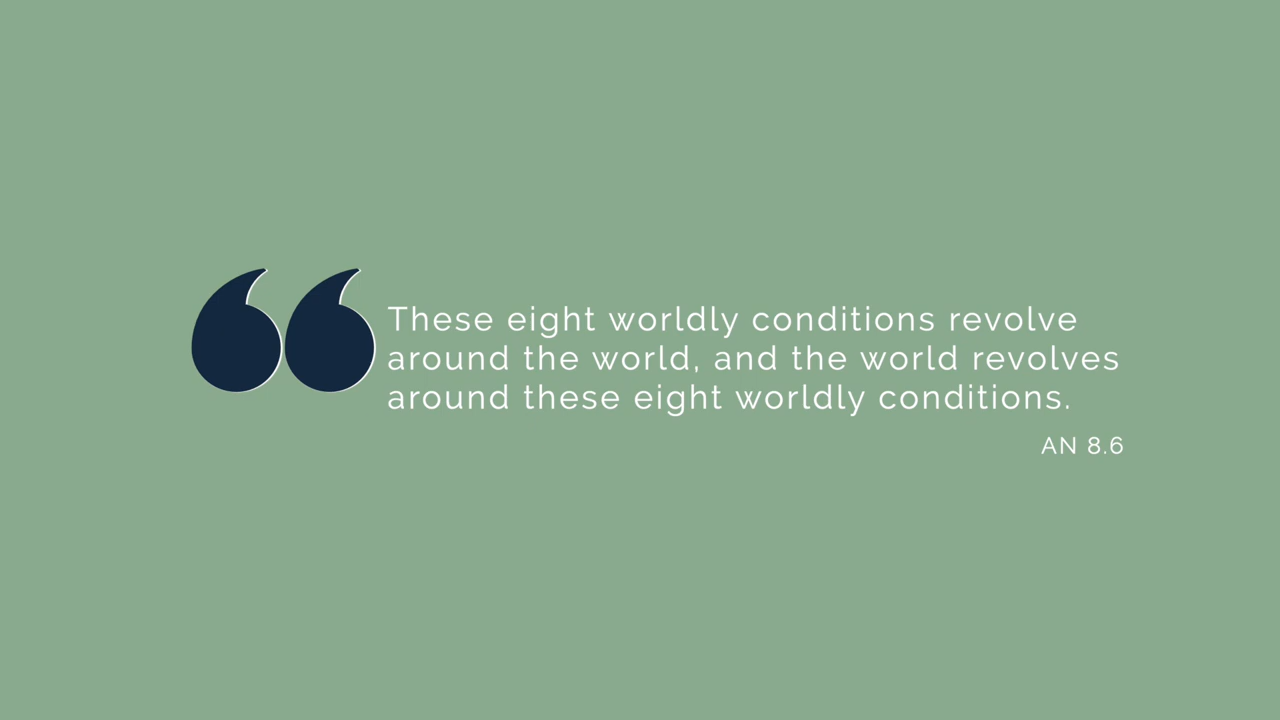 These eight worldly conditions revolve
around the world, and the world revolves
around these eight worldly conditions.
AN 8.6